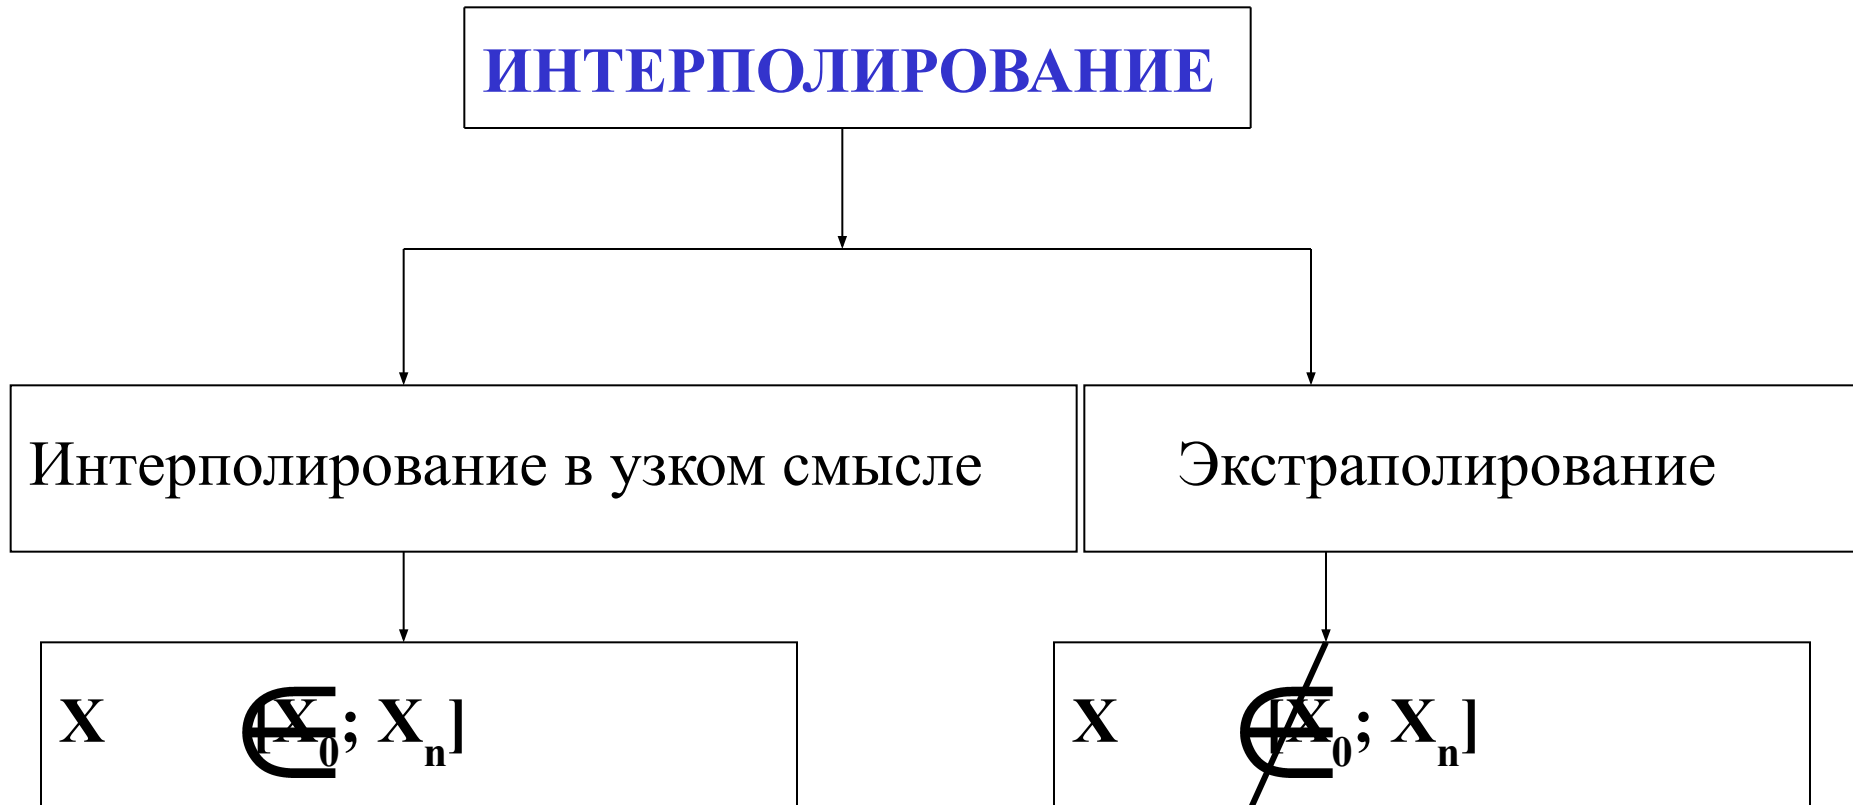 ИНТЕРПОЛИРОВАНИЕ
Интерполирование в узком смысле
Экстраполирование
X ∈ [X₀; Xₙ]
X ∉ [X₀; Xₙ]